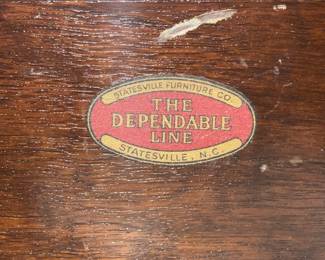 STATESVILLE FURNITURE CO.
THE
DEPENDABLE
LINE
STATESVILLE, N.C.